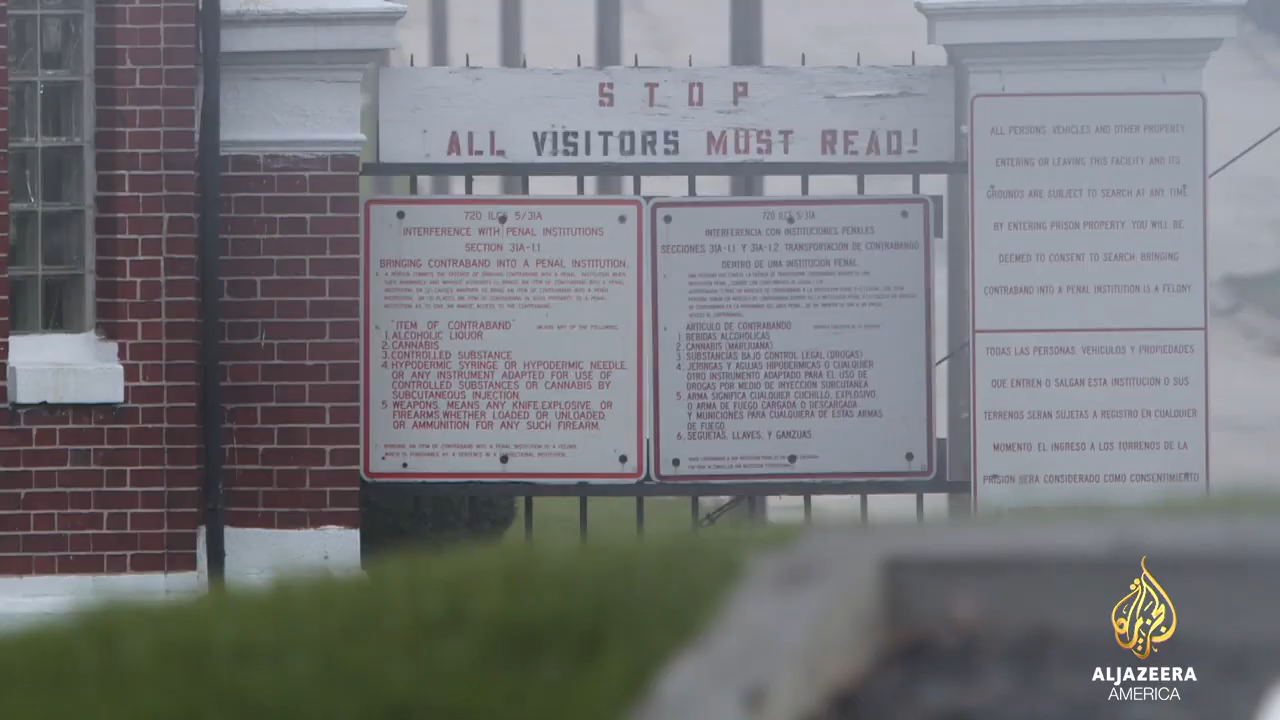 STOP
ALL VISITORS MUST READ!
720 ILCS 5/31A
INTERFERENCE WITH PENAL INSTITUTIONS
SECTION 31A-1.1
BRINGING CONTRABAND INTO A PENAL INSTITUTION.
"ITEM OF CONTRABAND"
1. ALCOHOLIC LIQUOR
2. CANNABIS
3. CONTROLLED SUBSTANCE
4. HYPODERMIC SYRINGE OR HYPODERMIC NEEDLE,
OR ANY INSTRUMENT ADAPTED FOR USE OF
CONTROLLED SUBSTANCES OR CANNABIS BY
SUBCUTANEOUS INJECTION.
5. WEAPONS, MEANS ANY KNIFE, EXPLOSIVE OR
FIREARMS WHETHER LOADED OR UNLOADED,
OR AMMUNITION FOR ANY SUCH FIREARM.
720 ILCS 5/31A
INTERFERENCIA CON INSTITUCIONES PENALES
SECCIONES 31A-1.1 Y 31A-1.2 TRANSPORTACION DE CONTRABANDO
DENTRO DE UNA INSTITUCION PENAL
ARTICULO DE CONTRABANDO
1. BEBIDAS ALCOHOLICAS
2. CANNABIS (MARIJUANA)
3. SUBSTANCIAS BAJO CONTROL LEGAL (DROGAS)
4. JERINGAS Y AGUJAS HIPODERMICAS O CUALQUIER
OTRO INSTRUMENTO ADAPTADO PARA EL USO DE
DROGAS POR MEDIO DE INYECCION SUBCUTANEA
5. ARMA SIGNIFICA CUALQUIER CUCHILLO, EXPLOSIVO,
O ARMA DE FUEGO CARGADA O DESCARGADA
Y MUNICIONES PARA CUALQUIERA DE ESTAS ARMAS
DE FUEGO.
6. SEGUETAS, LLAVES, Y GANZUAS
ALL PERSONS, VEHICLES AND OTHER PROPERTY
ENTERING OR LEAVING THIS FACILITY AND ITS
GROUNDS ARE SUBJECT TO SEARCH AT ANY TIME
BY ENTERING PRISON PROPERTY, YOU WILL BE
DEEMED TO CONSENT TO SEARCH. BRINGING
CONTRABAND INTO A PENAL INSTITUTION IS A FELONY
TODAS LAS PERSONAS, VEHICULOS Y PROPIEDADES
QUE ENTREN O SALGAN ESTA INSTITUCION O SUS
TERRENOS SERAN SUJETAS A REGISTRO EN CUALQUIER
MOMENTO. EL INGRESO A LOS TORRENOS DE LA
PRISION SERA CONSIDERADO COMO CONSENTIMIENTO
ALJAZEERA
AMERICA